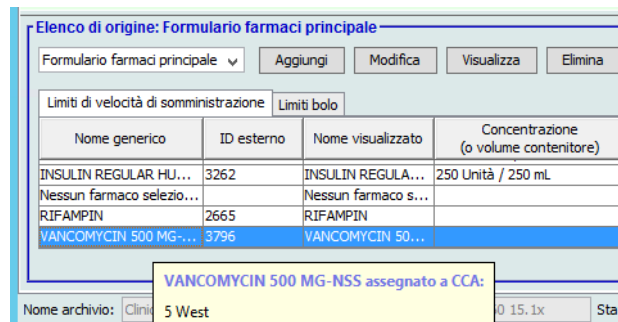 Elenco di origine: Formulario farmaci principale
Formulario farmaci principale Aggiungi Modifica Visualizza Elimina
Limiti di velocità di somministrazione Limiti bolo
Nome generico ID esterno Nome visualizzato Concentrazione
(o volume contenitore)
INSULIN REGULAR HU... 3262 INSULIN REGULA... 250 Unità / 250 mL
Nessun farmaco selezio... Nessun farmaco s...
RIFAMPIN 2665 RIFAMPIN
VANCOMYCIN 500 MG-... 3796 VANCOMYCIN 50...
VANCOMYCIN 500 MG-NSS assegnato a CCA:
Nome archivio: Clinic 5 West 15.1x Sta